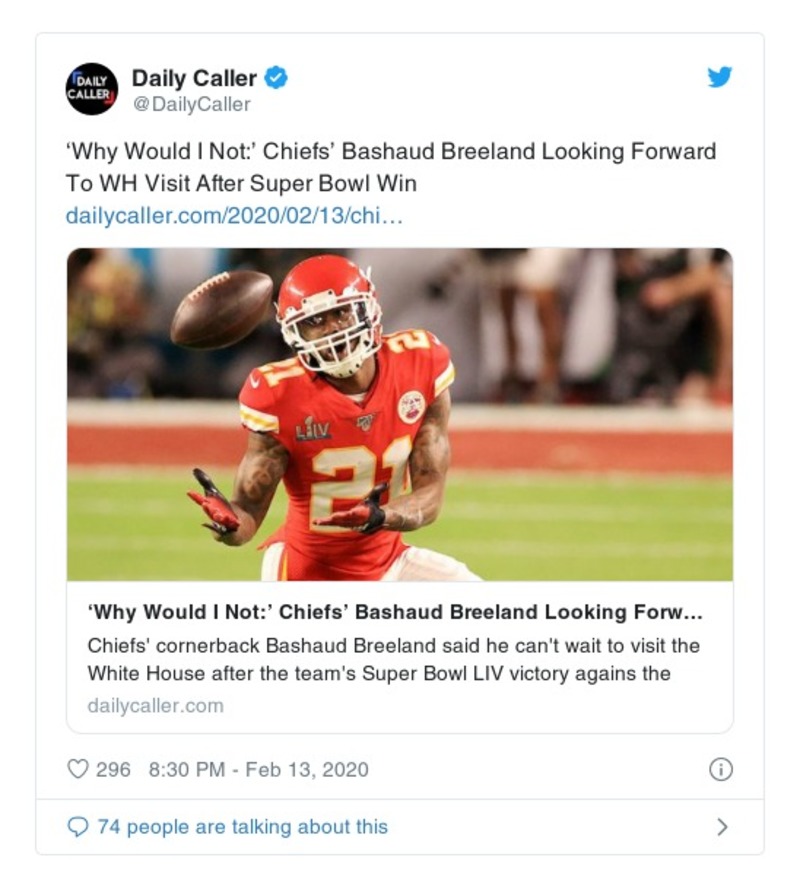 DAILY
CALLER
Daily Caller
@DailyCaller
‘Why Would I Not:’ Chiefs’ Bashaud Breeland Looking Forward
To WH Visit After Super Bowl Win
dailycaller.com/2020/02/13/chi…
21
2
LIV
21
‘Why Would I Not:’ Chiefs’ Bashaud Breeland Looking Forw…
Chiefs' cornerback Bashaud Breeland said he can't wait to visit the
White House after the team's Super Bowl LIV victory agains the
dailycaller.com
296 8:30 PM - Feb 13, 2020
74 people are talking about this